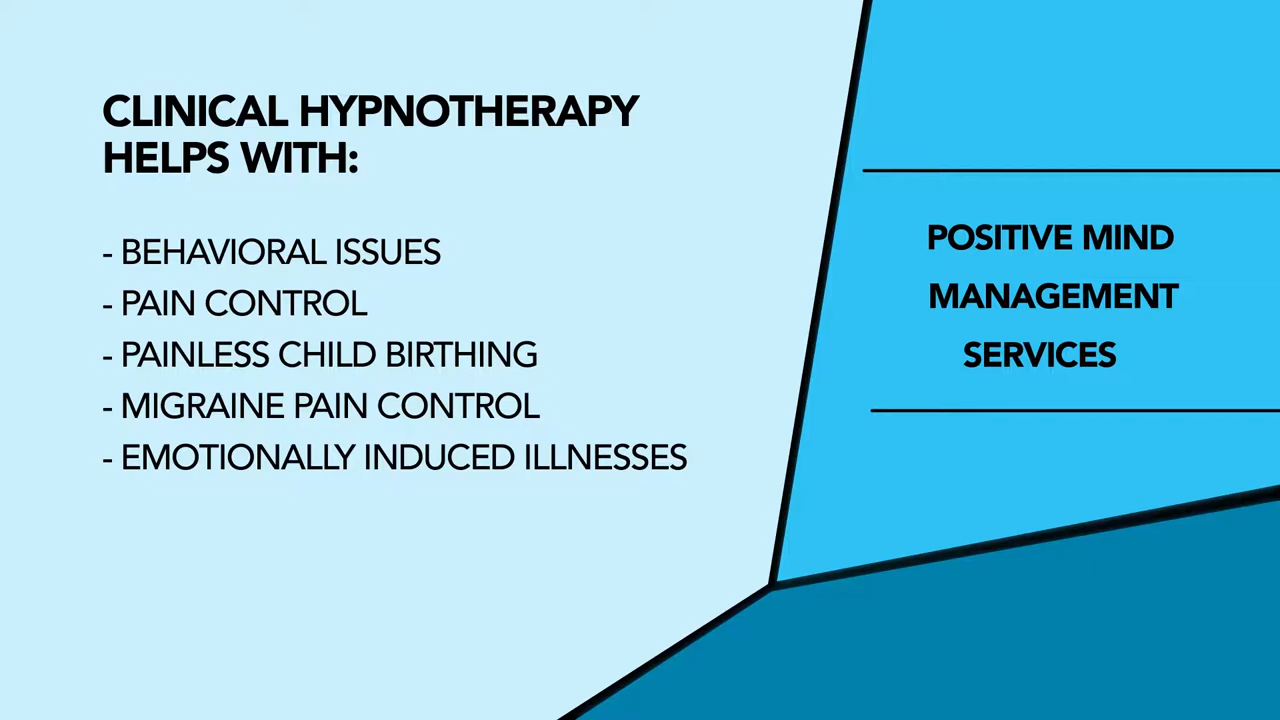 CLINICAL HYPNOTHERAPY
HELPS WITH:
- BEHAVIORAL ISSUES
- PAIN CONTROL
- PAINLESS CHILD BIRTHING
- MIGRAINE PAIN CONTROL
- EMOTIONALLY INDUCED ILLNESSES
POSITIVE MIND
MANAGEMENT
SERVICES